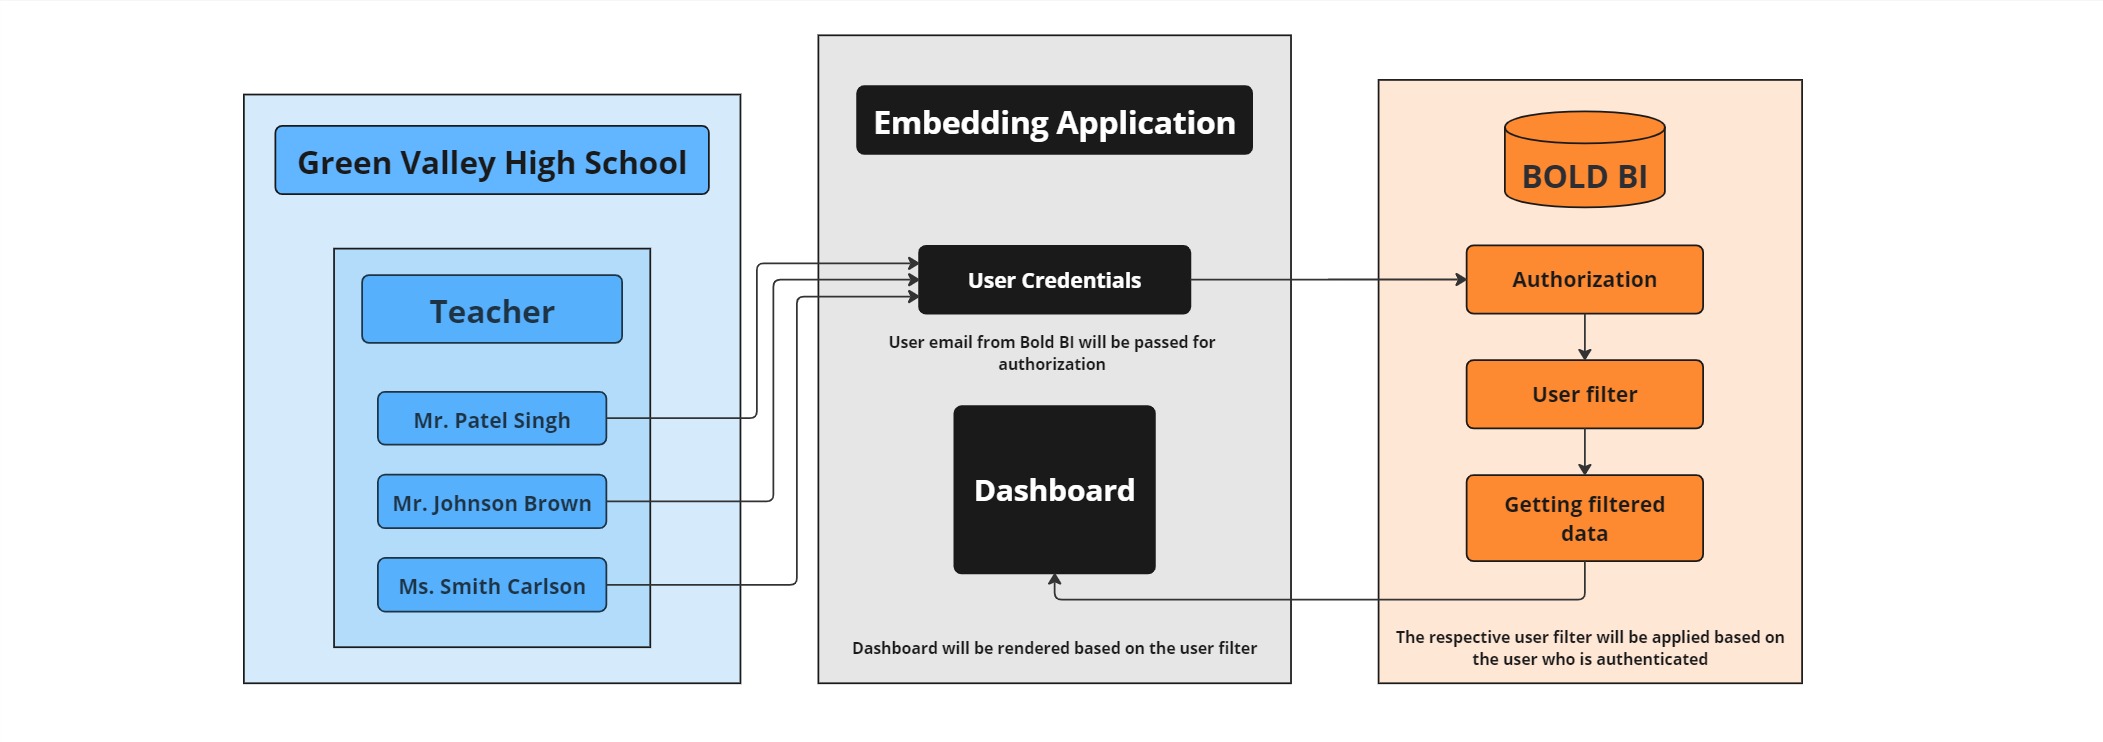 Green Valley High School
Teacher
Mr. Patel Singh
Mr. Johnson Brown
Ms. Smith Carlson
Embedding Application
User Credentials
User email from Bold BI will be passed for
authorization
Dashboard
Dashboard will be rendered based on the user filter
BOLD BI
Authorization
User filter
Getting filtered
data
The respective user filter will be applied based on
the user who is authenticated